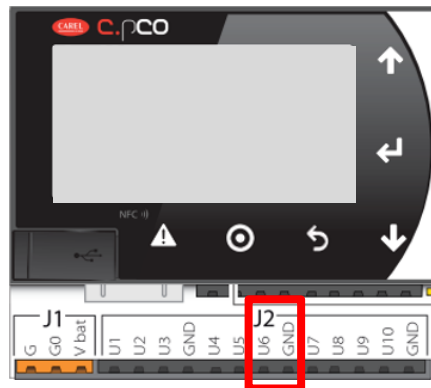 CAREL c.pCO
NFC
J1 J2
G G0 V bat U1 U2 U3 GND U4 U5 U6 GND U7 U8 U9 U10 GND